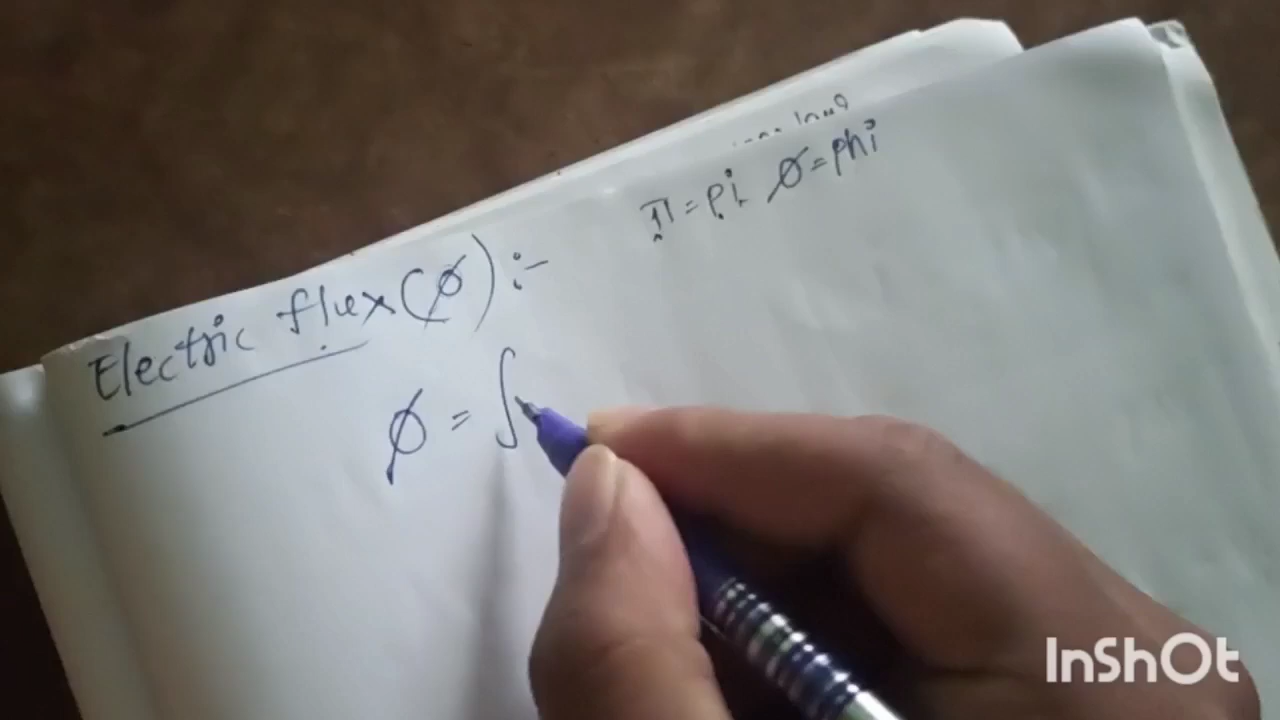 π = pi ϕ = phi
Electric flux (ϕ) :-
ϕ = ∫
InShOt